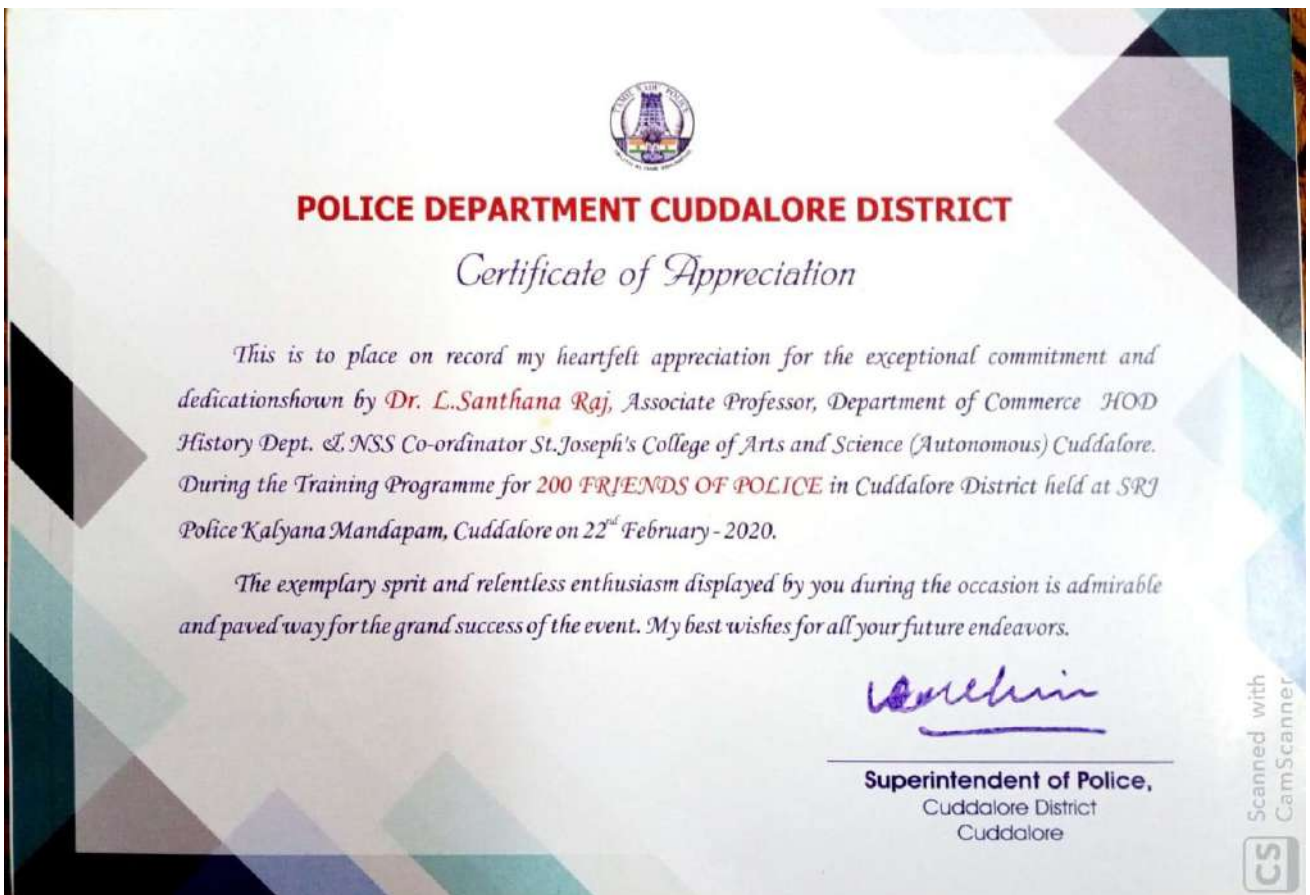 TAMIL NADU POLICE
POLICE DEPARTMENT CUDDALORE DISTRICT
Certificate of Appreciation
This is to place on record my heartfelt appreciation for the exceptional commitment and
dedicationshown by Dr. L.Santhana Raj, Associate Professor, Department of Commerce HOD
History Dept. & NSS Co-ordinator St.Joseph's College of Arts and Science (Autonomous) Cuddalore.
During the Training Programme for 200 FRIENDS OF POLICE in Cuddalore District held at SRJ
Police Kalyana Mandapam, Cuddalore on 22nd February - 2020.
The exemplary sprit and relentless enthusiasm displayed by you during the occasion is admirable
and paved way for the grand success of the event. My best wishes for all your future endeavors.
Superintendent of Police,
Cuddalore District
Cuddalore
CS Scanned with
CamScanner